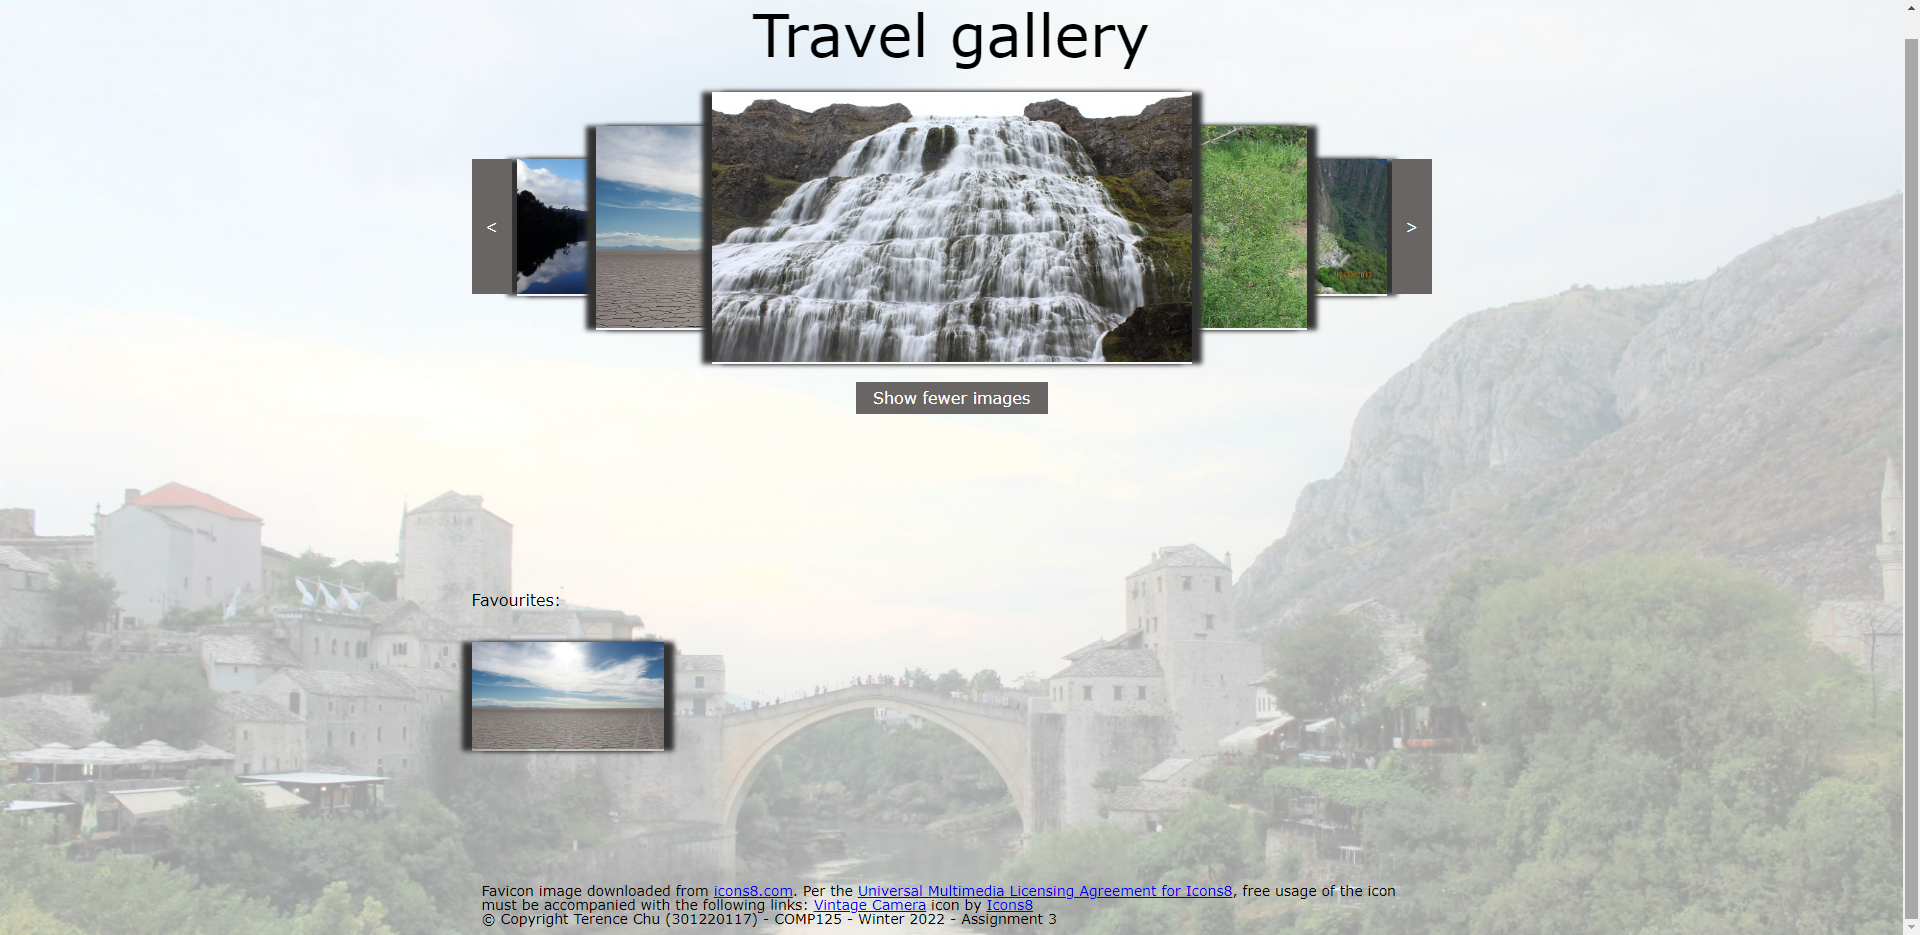 Travel gallery
<
>
Show fewer images
Favourites:
Favicon image downloaded from icons8.com. Per the Universal Multimedia Licensing Agreement for Icons8, free usage of the icon
must be accompanied with the following links: Vintage Camera icon by Icons8
© Copyright Terence Chu (301220117) - COMP125 - Winter 2022 - Assignment 3